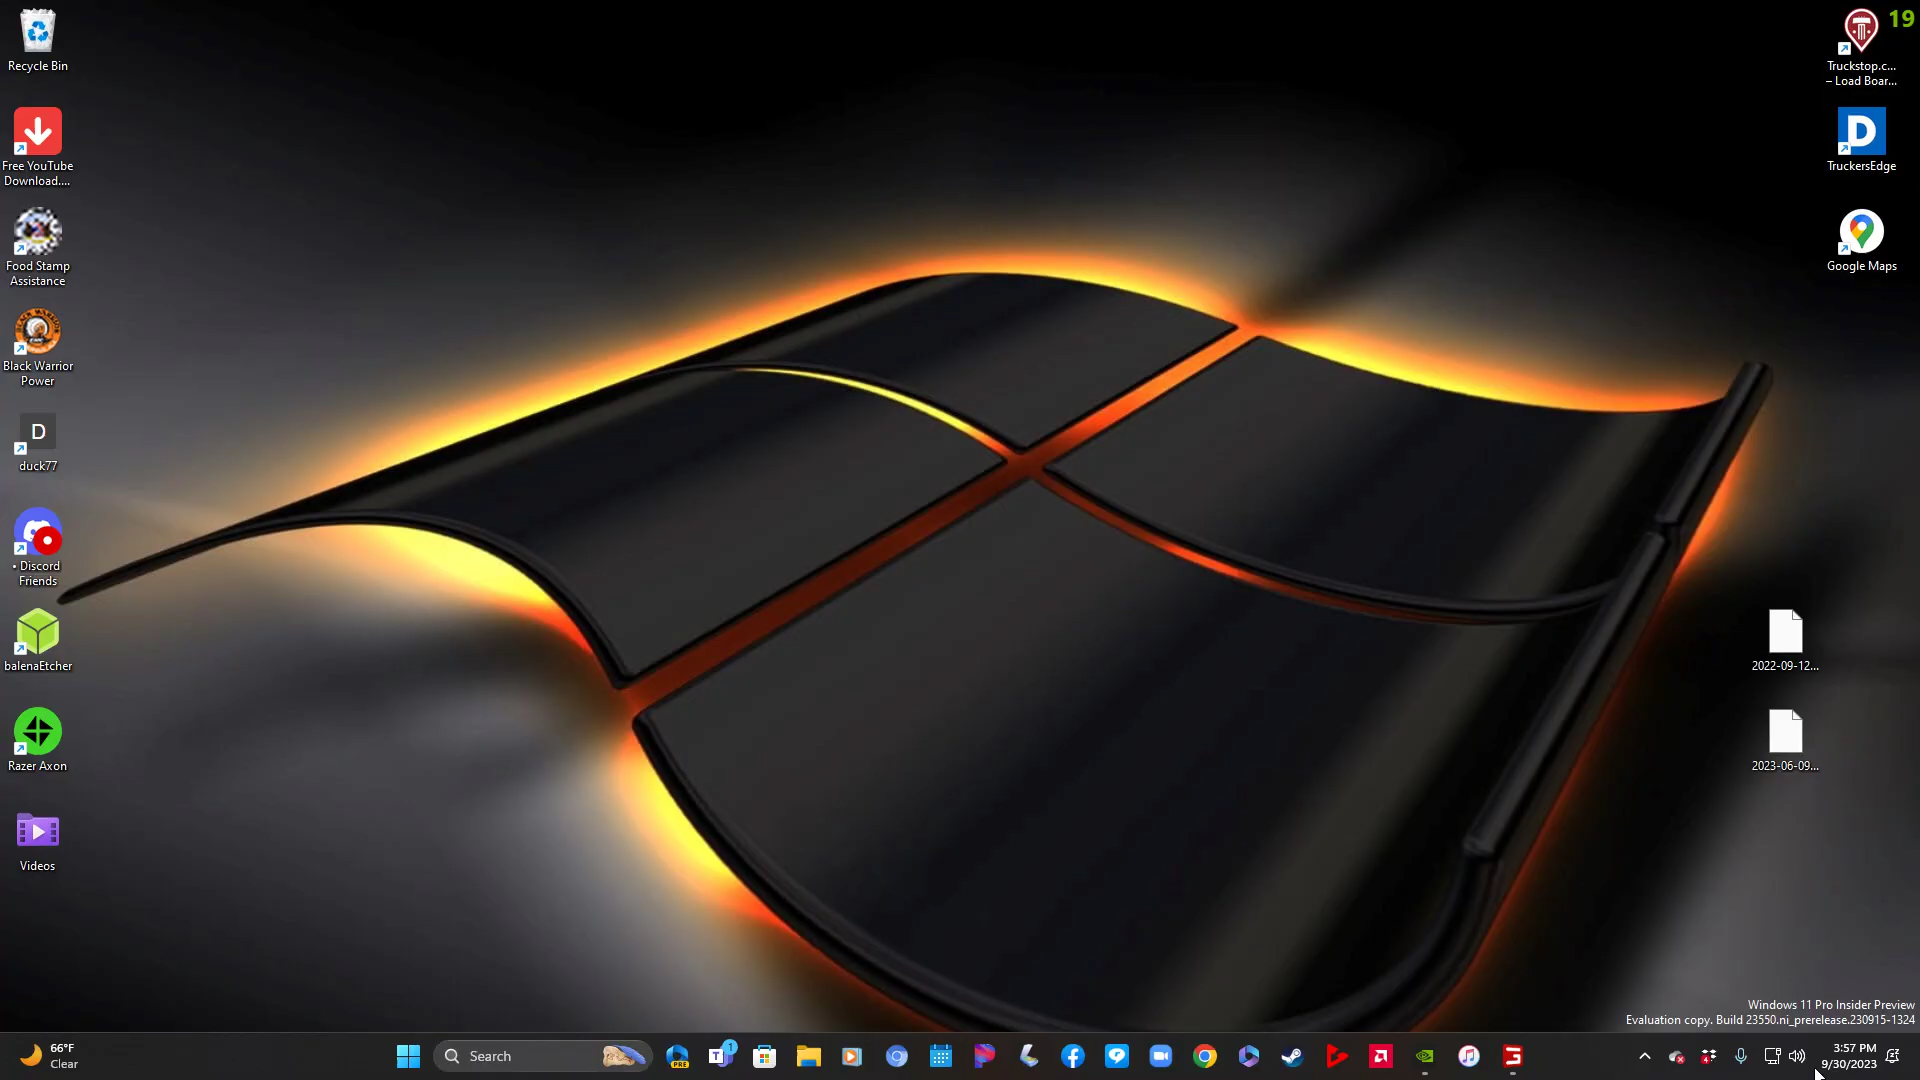 Recycle Bin
Free YouTube
Download....
Food Stamp
Assistance
Black Warrior
Power
D
duck77
• Discord
Friends
balenaEtcher
Razer Axon
Videos
19
Truckstop.c...
– Load Boar...
TruckersEdge
Google Maps
2022-09-12...
2023-06-09...
Windows 11 Pro Insider Preview
Evaluation copy. Build 23550.ni_prerelease.230915-1324
66°F
Clear
Search
PRE
1
3:57 PM
9/30/2023